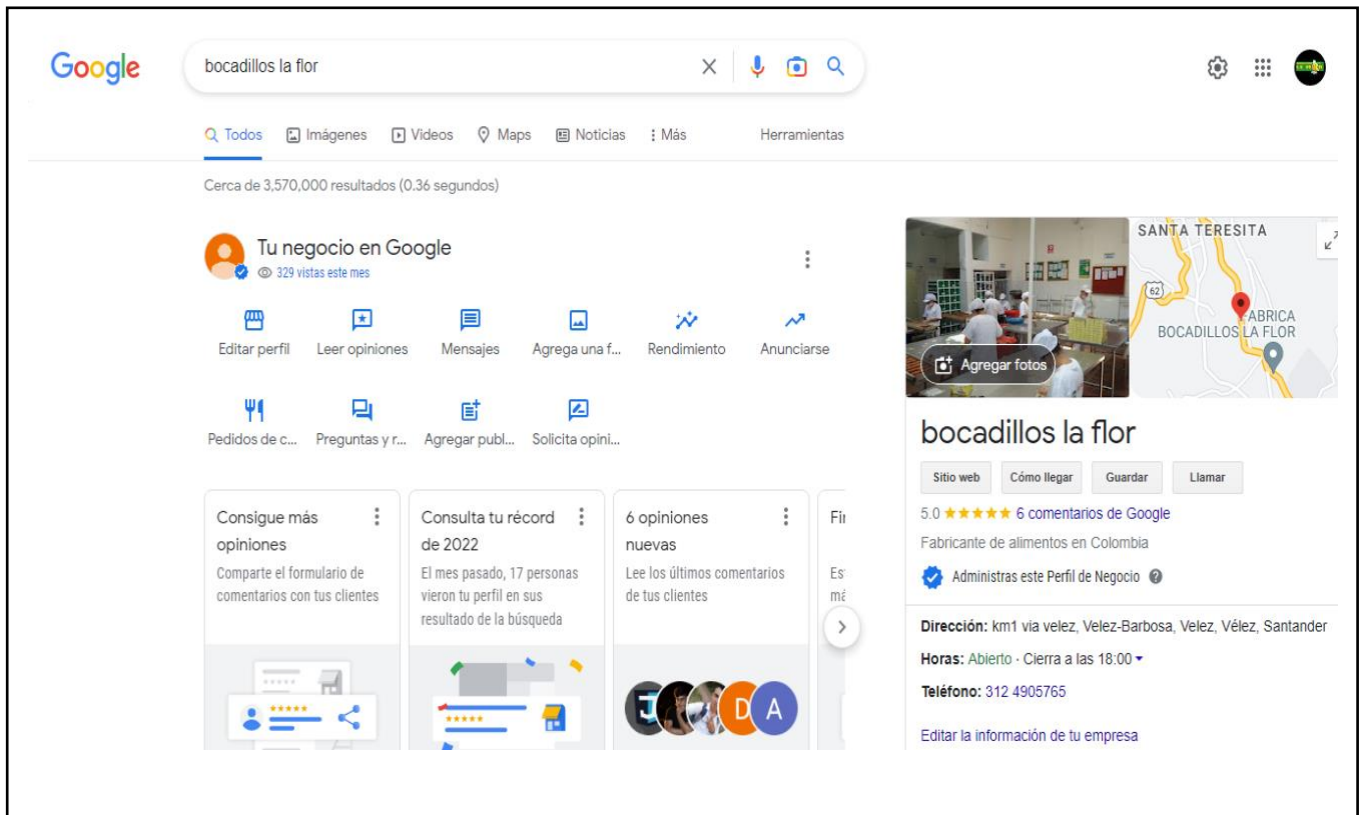 Google
bocadillos la flor
Todos Imágenes Videos Maps Noticias Más Herramientas
Cerca de 3,570,000 resultados (0.36 segundos)
Tu negocio en Google
329 vistas este mes
Editar perfil Leer opiniones Mensajes Agrega una f... Rendimiento Anunciarse
Pedidos de c... Preguntas y r... Agregar publ... Solicita opini...
Consigue más
opiniones
Comparte el formulario de
comentarios con tus clientes
Consulta tu récord
de 2022
El mes pasado, 17 personas
vieron tu perfil en sus
resultado de la búsqueda
6 opiniones
nuevas
Lee los últimos comentarios
de tus clientes
D A
Agregar fotos
SANTA TERESITA
62
FABRICA
BOCADILLOS LA FLOR
bocadillos la flor
Sitio web Cómo llegar Guardar Llamar
5.0 ★★★★★ 6 comentarios de Google
Fabricante de alimentos en Colombia
Administras este Perfil de Negocio
Dirección: km1 via velez, Velez-Barbosa, Velez, Vélez, Santander
Horas: Abierto · Cierra a las 18:00
Teléfono: 312 4905765
Editar la información de tu empresa